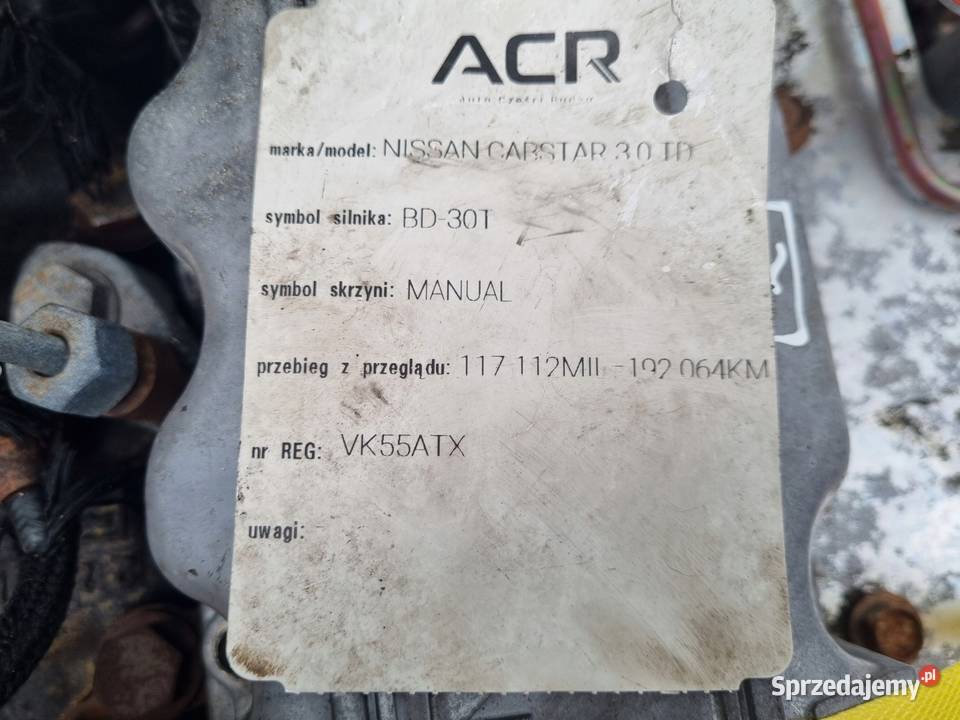 ACR
marka/model: NISSAN CABSTAR 3.0 TD
symbol silnika: BD-30T
symbol skrzyni: MANUAL
przebieg z przeglądu: 117 112MIL -192 064KM
nr REG: VK55ATX
uwagi:
Sprzedajemy.pl